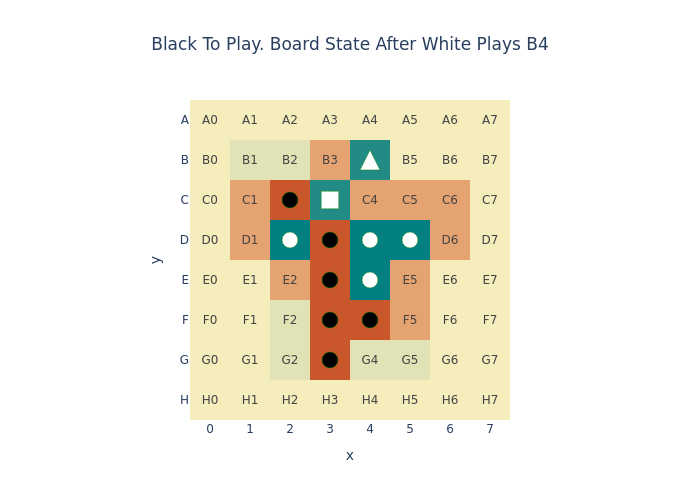 Black To Play. Board State After White Plays B4
A A0 A1 A2 A3 A4 A5 A6 A7
B B0 B1 B2 B3 B5 B6 B7
C C0 C1 C4 C5 C6 C7
D D0 D1 D6 D7
y
E E0 E1 E2 E5 E6 E7
F F0 F1 F2 F5 F6 F7
G G0 G1 G2 G4 G5 G6 G7
H H0 H1 H2 H3 H4 H5 H6 H7
0 1 2 3 4 5 6 7
x